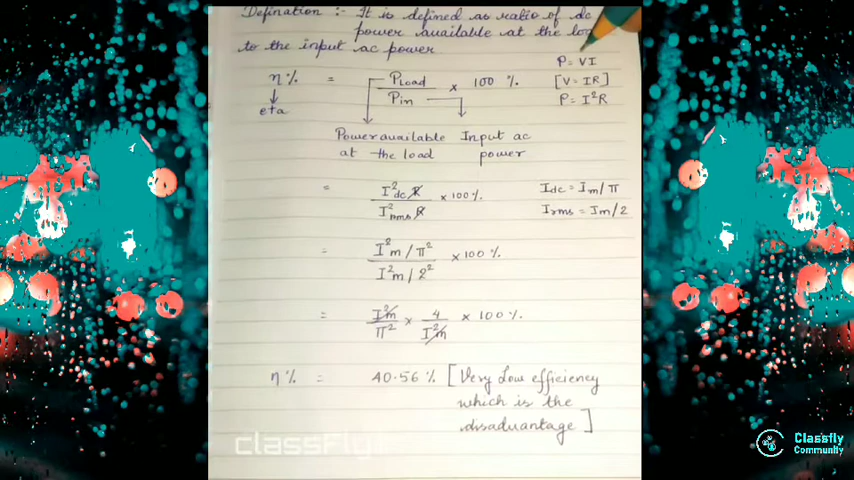 Definition :- It is defined as ratio of dc
power available at the
to the input ac power
P = VI
η% = PLoad / Pin × 100 %
[V = IR]
P = I²R
eta
Power available Input ac
at the load power
= I²dc R / I²rms R × 100%
Idc = Im/π
Irms = Im/2
= I²m / π² / I²m / 2² × 100%
= I²m / π² × 4 / I²m × 100%
η% = 40.56% [Very Low efficiency
which is the
disadvantage]
classfly
Classfly
Community